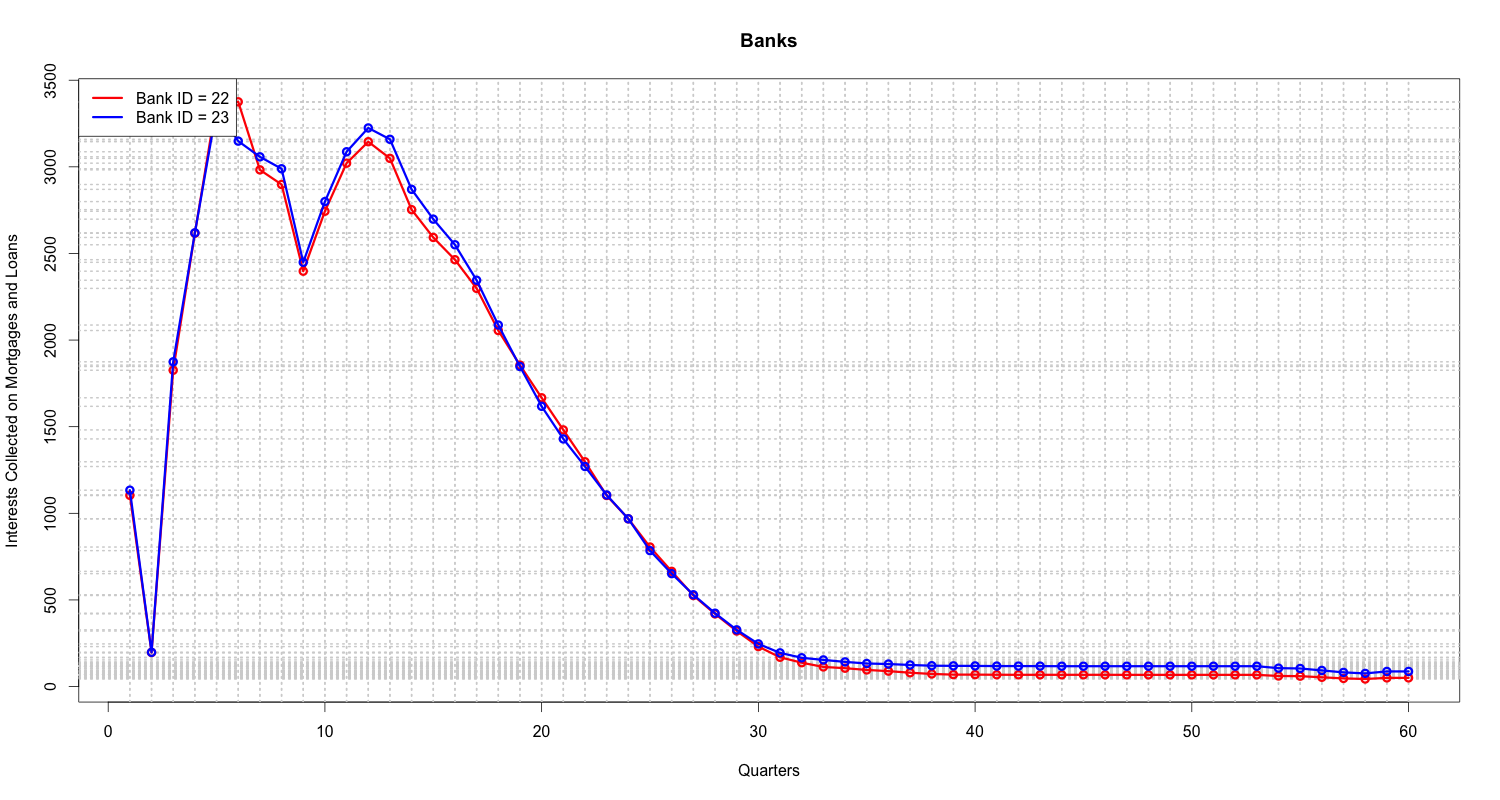 Banks
Interests Collected on Mortgages and Loans
3500
3000
2500
2000
1500
1000
500
0
Bank ID = 22
Bank ID = 23
0 10 20 30 40 50 60
Quarters